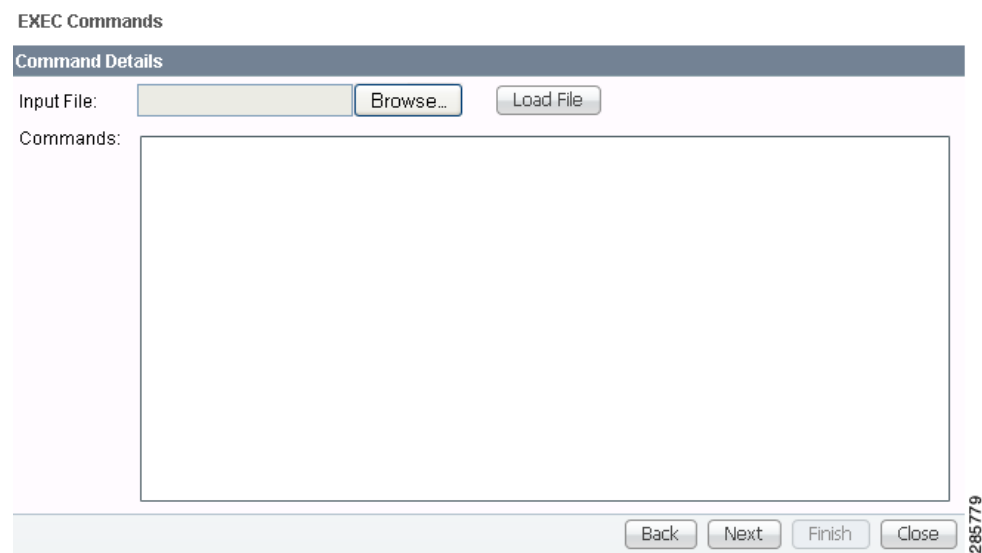 EXEC Commands
Command Details
Input File: Browse... Load File
Commands:
Back Next Finish Close
285779